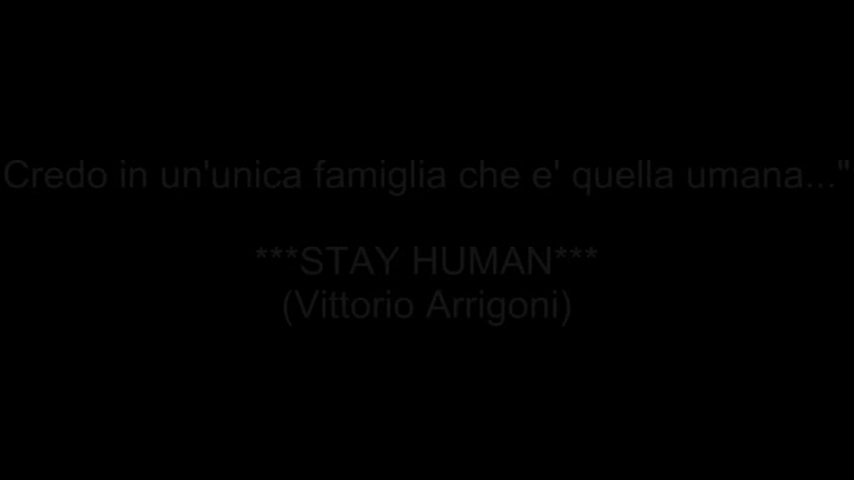 Credo in un'unica famiglia che e' quella umana..."
***STAY HUMAN***
(Vittorio Arrigoni)